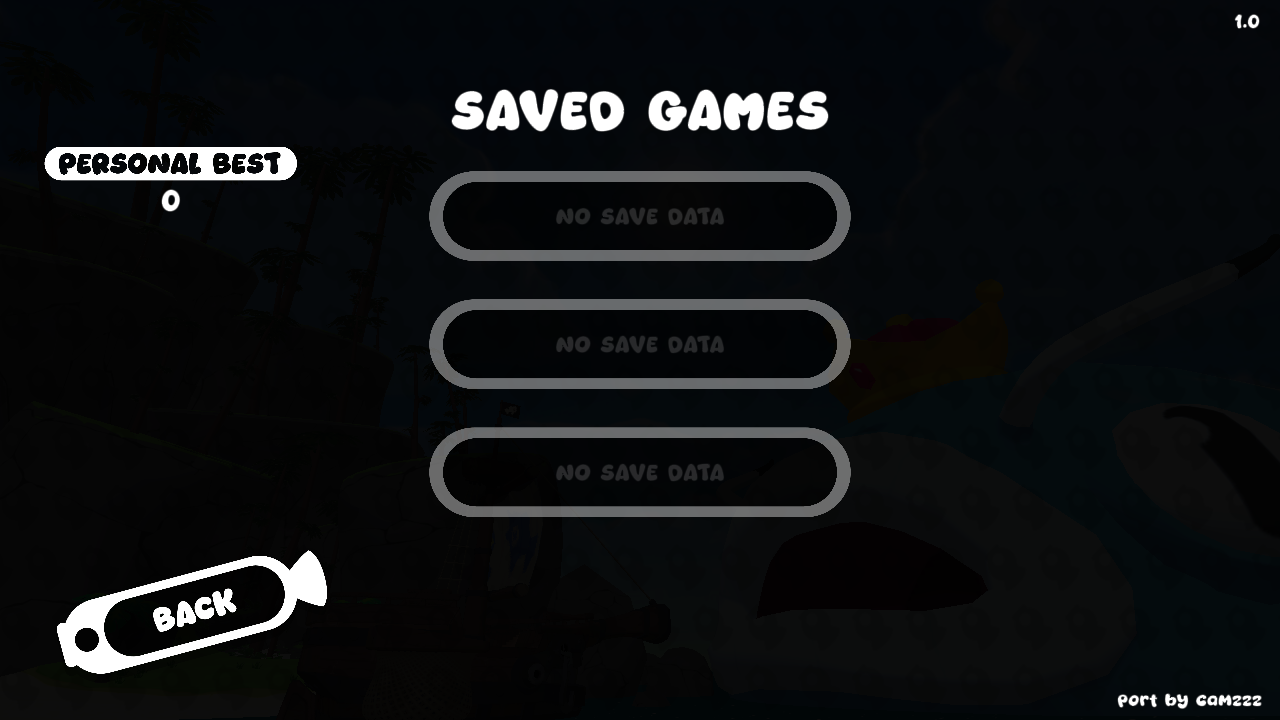 1.0
SAVED GAMES
PERSONAL BEST
0
NO SAVE DATA
NO SAVE DATA
NO SAVE DATA
BACK
port by Gamzzz